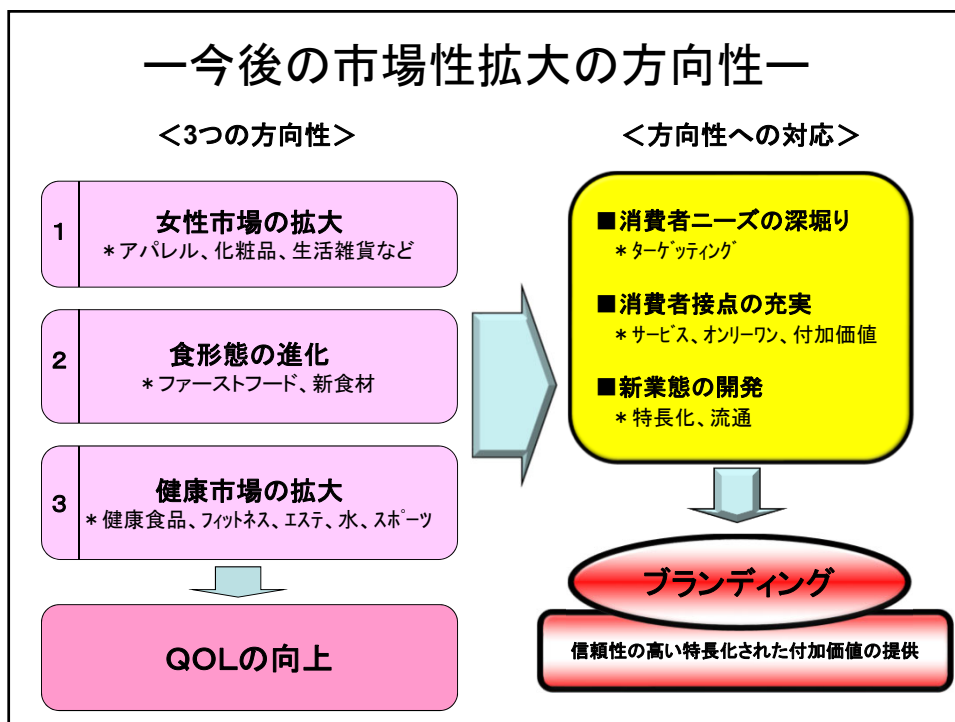 ー今後の市場性拡大の方向性ー
＜3つの方向性＞
1
女性市場の拡大
＊アパレル、化粧品、生活雑貨など
2
食形態の進化
＊ファーストフード、新食材
3
健康市場の拡大
＊健康食品、ﾌｨｯﾄﾈｽ、ｴｽﾃ、水、ｽﾎﾟｰﾂ
QOLの向上
＜方向性への対応＞
■消費者ニーズの深堀り
＊ﾀｰｹﾞｯﾃｨﾝｸﾞ
■消費者接点の充実
＊ｻｰﾋﾞｽ、ｵﾝﾘｰﾜﾝ、付加価値
■新業態の開発
＊特長化、流通
ブランディング
信頼性の高い特長化された付加価値の提供